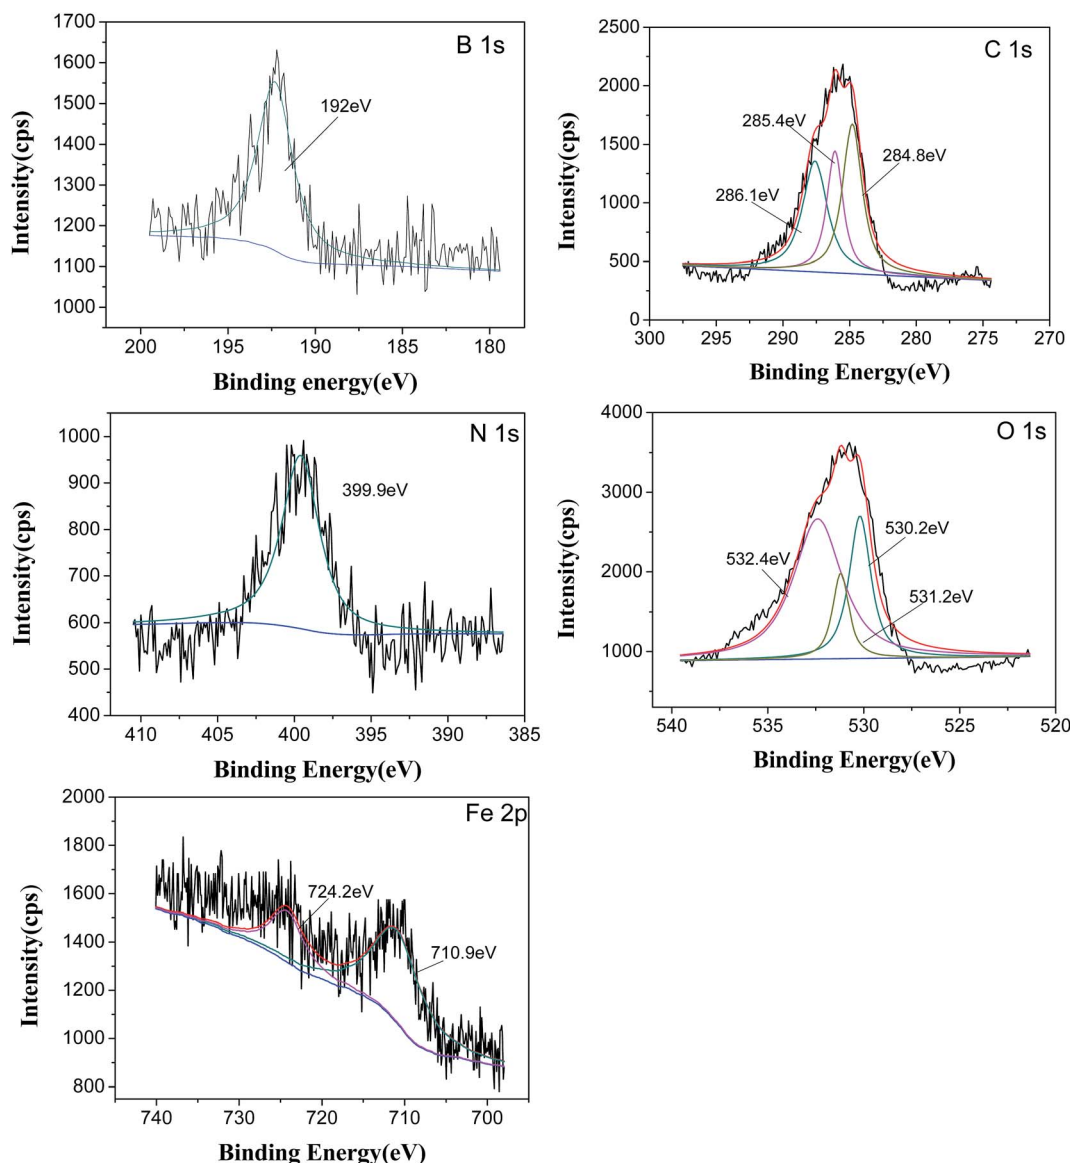 B 1s
1700
1600
1500
1400
1300
1200
1100
1000
Intensity(cps)
192eV
200 195 190 185 180
Binding energy(eV)
C 1s
2500
2000
1500
1000
500
0
Intensity(cps)
285.4eV
284.8eV
286.1eV
300 295 290 285 280 275 270
Binding Energy(eV)
N 1s
1000
900
800
700
600
500
400
Intensity(cps)
399.9eV
410 405 400 395 390 385
Binding Energy(eV)
O 1s
4000
3000
2000
1000
Intensity(cps)
530.2eV
532.4eV
531.2eV
540 535 530 525 520
Binding Energy(eV)
Fe 2p
2000
1800
1600
1400
1200
1000
800
Intensity(cps)
724.2eV
710.9eV
740 730 720 710 700
Binding Energy(eV)